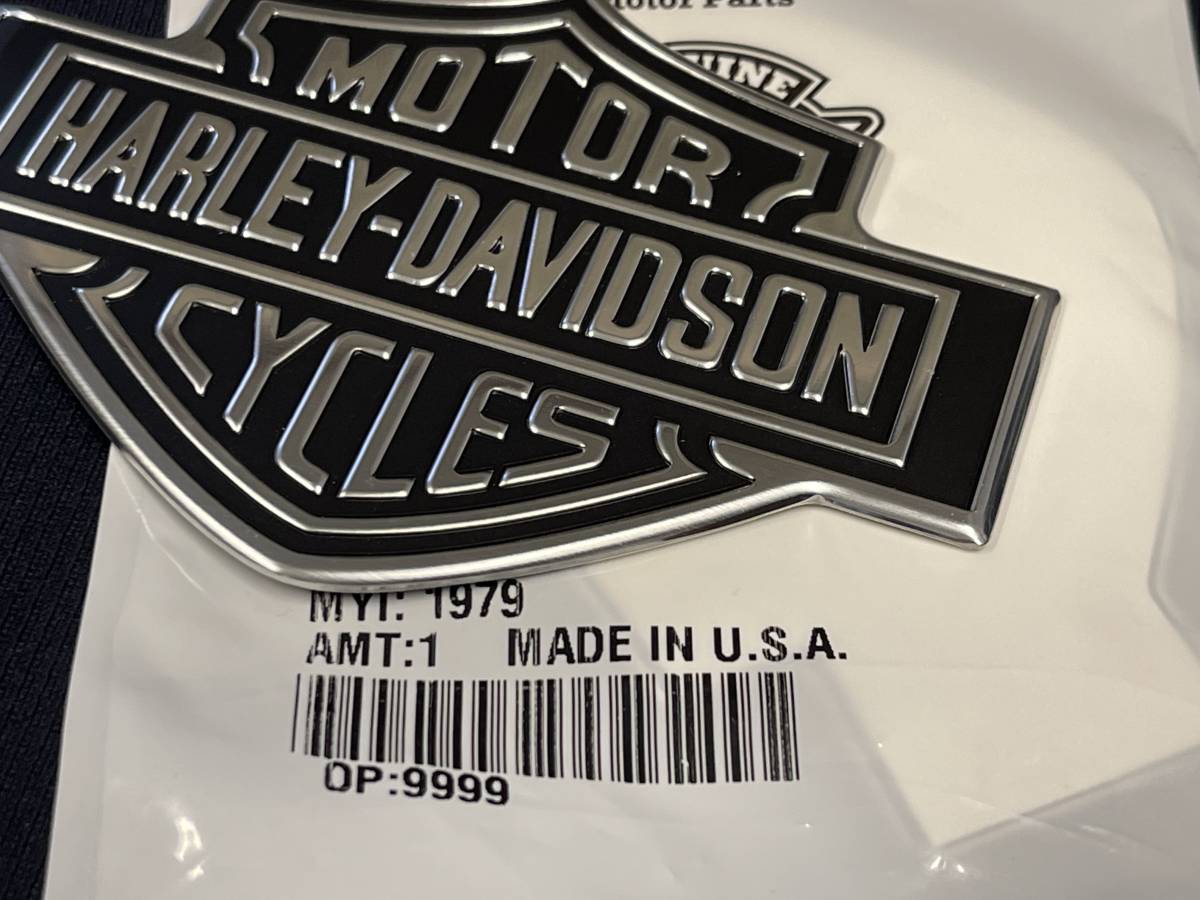 Motor Parts
MOTOR
HARLEY-DAVIDSON
CYCLES
MYI: 1979
AMT:1 MADE IN U.S.A.
OP:9999